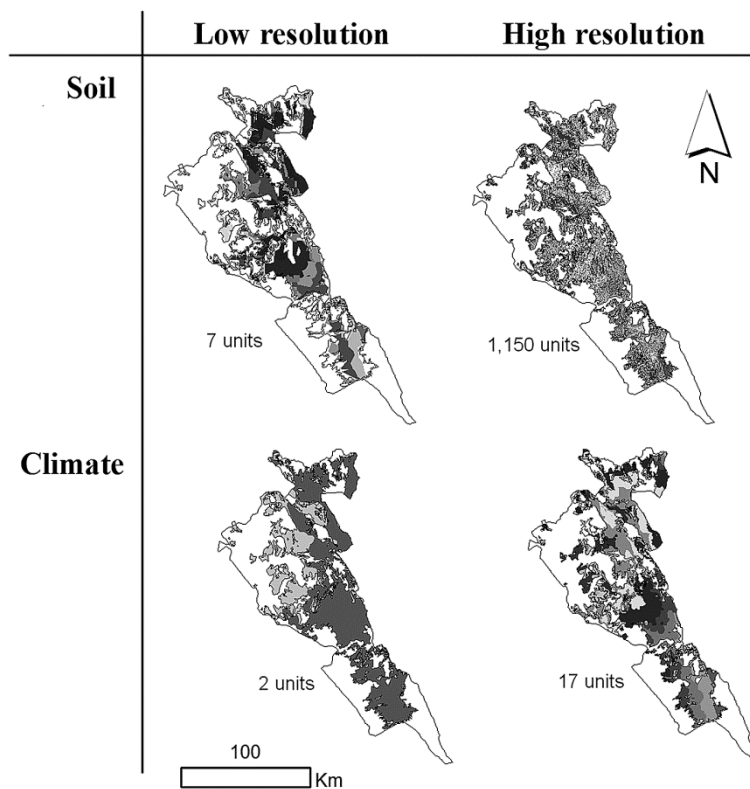 Low resolution
High resolution
Soil
N
7 units
1,150 units
Climate
2 units
17 units
100
Km